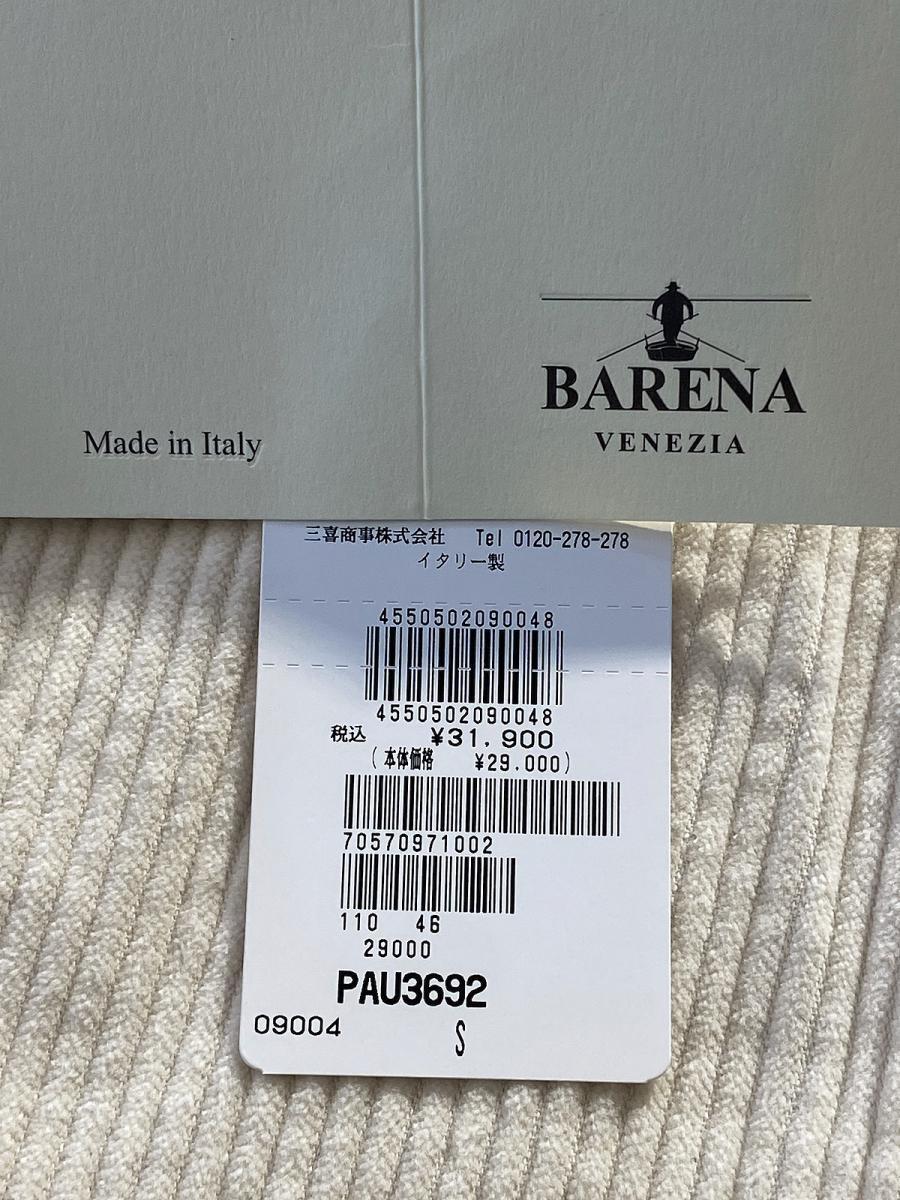 Made in Italy
BARENA
VENEZIA
三喜商事株式会社 Tel 0120-278-278
イタリー製
4550502090048
4550502090048
税込 ¥31,900
(本体価格 ¥29.000)
70570971002
110 46
29000
PAU3692
09004 S